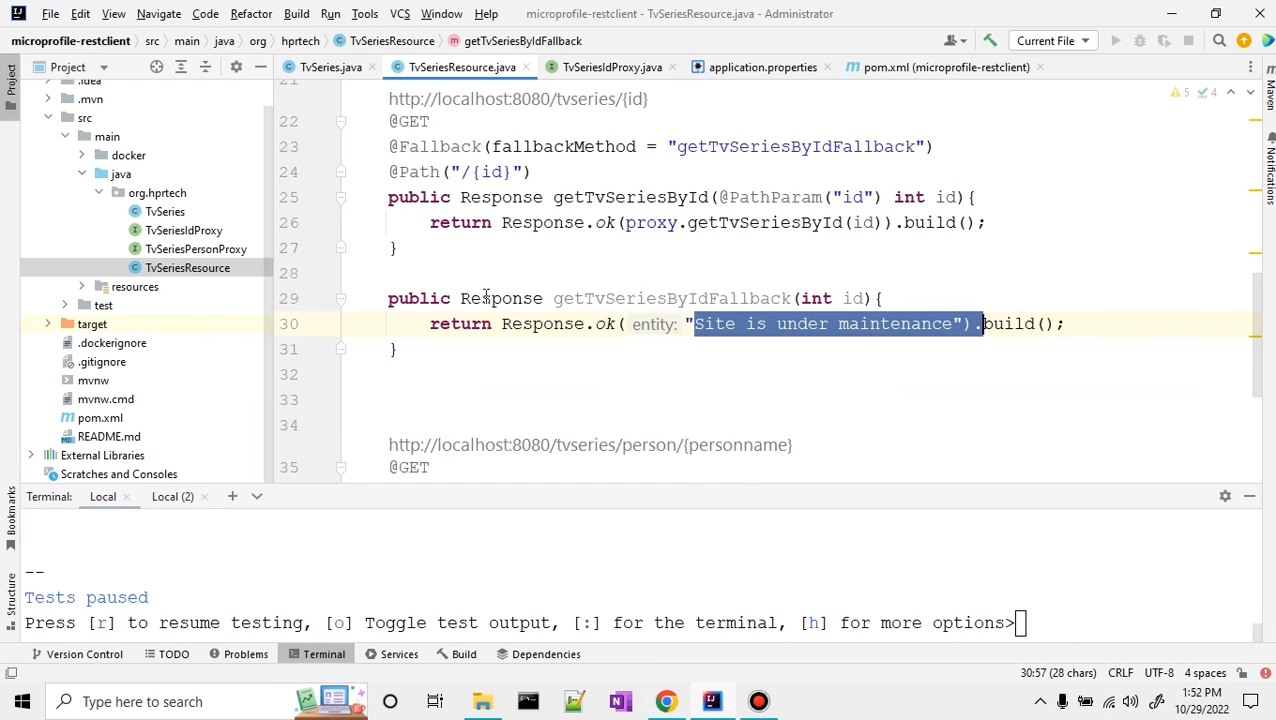 File Edit View Navigate Code Refactor Build Run Tools VCS Window Help microprofile-restclient - TvSeriesResource.java - Administrator
microprofile-restclient src main java org hprtech TvSeriesResource getTvSeriesByIdFallback Current File
Project TvSeries.java TvSeriesResource.java TvSeriesIdProxy.java application.properties pom.xml (microprofile-restclient)
Project
Maven
Notifications
.idea
.mvn
src
main
docker
java
org.hprtech
TvSeries
TvSeriesIdProxy
TvSeriesPersonProxy
TvSeriesResource
resources
test
target
.dockerignore
.gitignore
mvnw
mvnw.cmd
pom.xml
README.md
External Libraries
Scratches and Consoles
5 4
21
http://localhost:8080/tvseries/{id}
22 @GET
23 @Fallback(fallbackMethod = "getTvSeriesByIdFallback")
24 @Path("/{id}")
25 public Response getTvSeriesById(@PathParam("id") int id){
26 return Response.ok(proxy.getTvSeriesById(id)).build();
27 }
28
29 public Response getTvSeriesByIdFallback(int id){
30 return Response.ok( entity: "Site is under maintenance").build();
31 }
32
33
34
http://localhost:8080/tvseries/person/{personname}
35 @GET
Bookmarks
Structure
Terminal: Local Local (2)
--
Tests paused
Press [r] to resume testing, [o] Toggle test output, [:] for the terminal, [h] for more options>
Version Control TODO Problems Terminal Services Build Dependencies
30:57 (28 chars) CRLF UTF-8 4 spaces
Type here to search
1:52 PM
10/29/2022